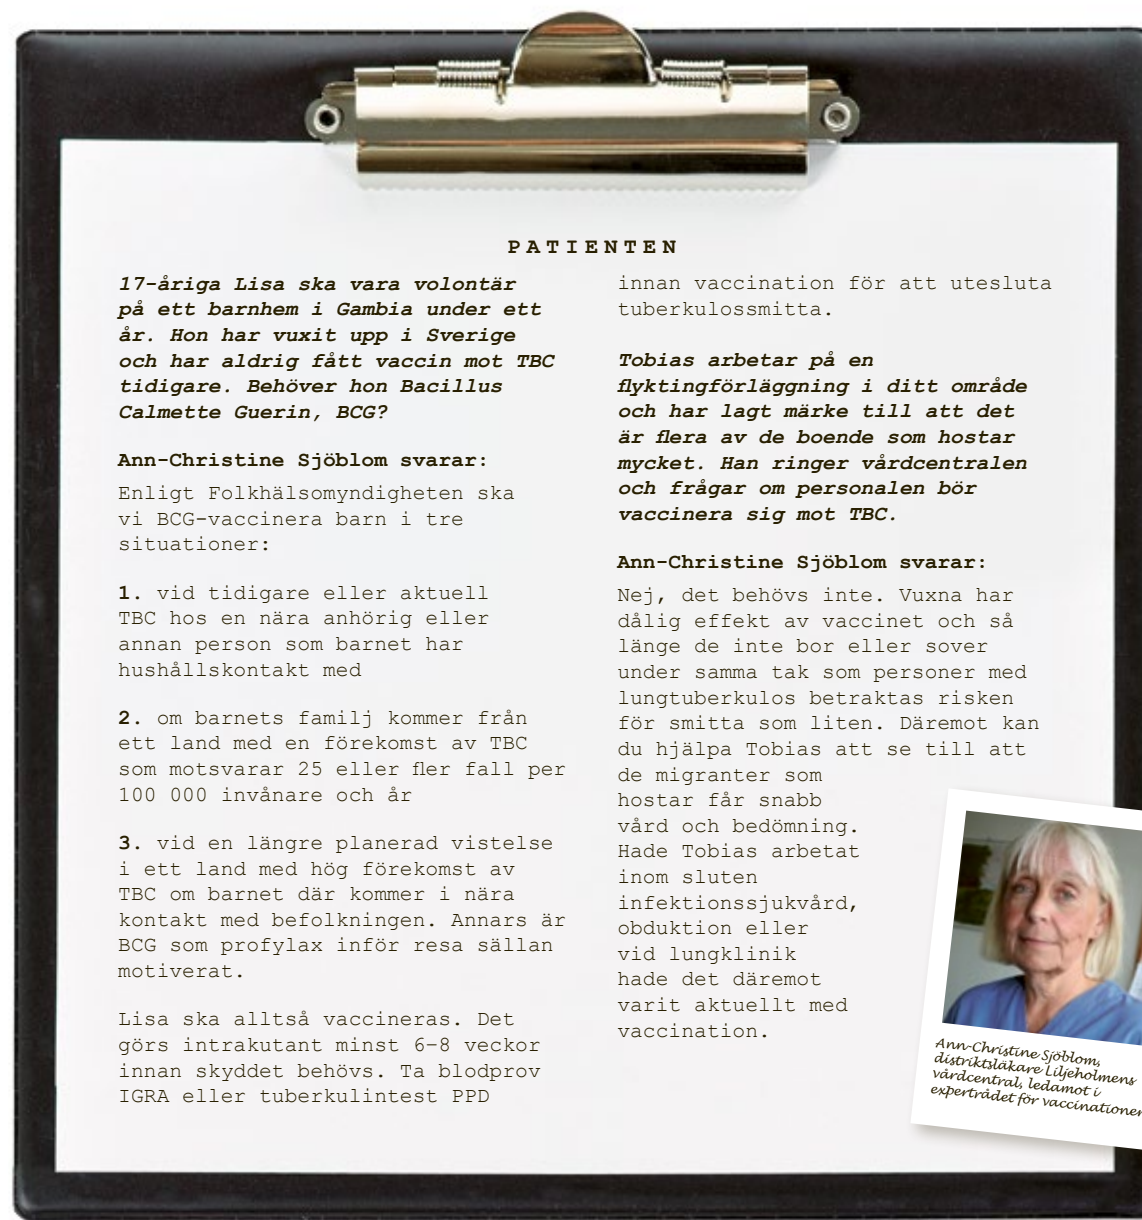 PATIENTEN
17-åriga Lisa ska vara volontär
på ett barnhem i Gambia under ett
år. Hon har vuxit upp i Sverige
och har aldrig fått vaccin mot TBC
tidigare. Behöver hon Bacillus
Calmette Guerin, BCG?
Ann-Christine Sjöblom svarar:
Enligt Folkhälsomyndigheten ska
vi BCG-vaccinera barn i tre
situationer:
1. vid tidigare eller aktuell
TBC hos en nära anhörig eller
annan person som barnet har
hushållskontakt med
2. om barnets familj kommer från
ett land med en förekomst av TBC
som motsvarar 25 eller fler fall per
100 000 invånare och år
3. vid en längre planerad vistelse
i ett land med hög förekomst av
TBC om barnet där kommer i nära
kontakt med befolkningen. Annars är
BCG som profylax inför resa sällan
motiverat.
Lisa ska alltså vaccineras. Det
görs intrakutant minst 6–8 veckor
innan skyddet behövs. Ta blodprov
IGRA eller tuberkulintest PPD
innan vaccination för att utesluta
tuberkulossmitta.
Tobias arbetar på en
flyktingförläggning i ditt område
och har lagt märke till att det
är flera av de boende som hostar
mycket. Han ringer vårdcentralen
och frågar om personalen bör
vaccinera sig mot TBC.
Ann-Christine Sjöblom svarar:
Nej, det behövs inte. Vuxna har
dålig effekt av vaccinet och så
länge de inte bor eller sover
under samma tak som personer med
lungtuberkulos betraktas risken
för smitta som liten. Däremot kan
du hjälpa Tobias att se till att
de migranter som
hostar får snabb
vård och bedömning.
Hade Tobias arbetat
inom sluten
infektionssjukvård,
obduktion eller
vid lungklinik
hade det däremot
varit aktuellt med
vaccination.
Ann-Christine Sjöblom,
distriktsläkare Liljeholmens
vårdcentral, ledamot i
expertrådet för vaccinationer